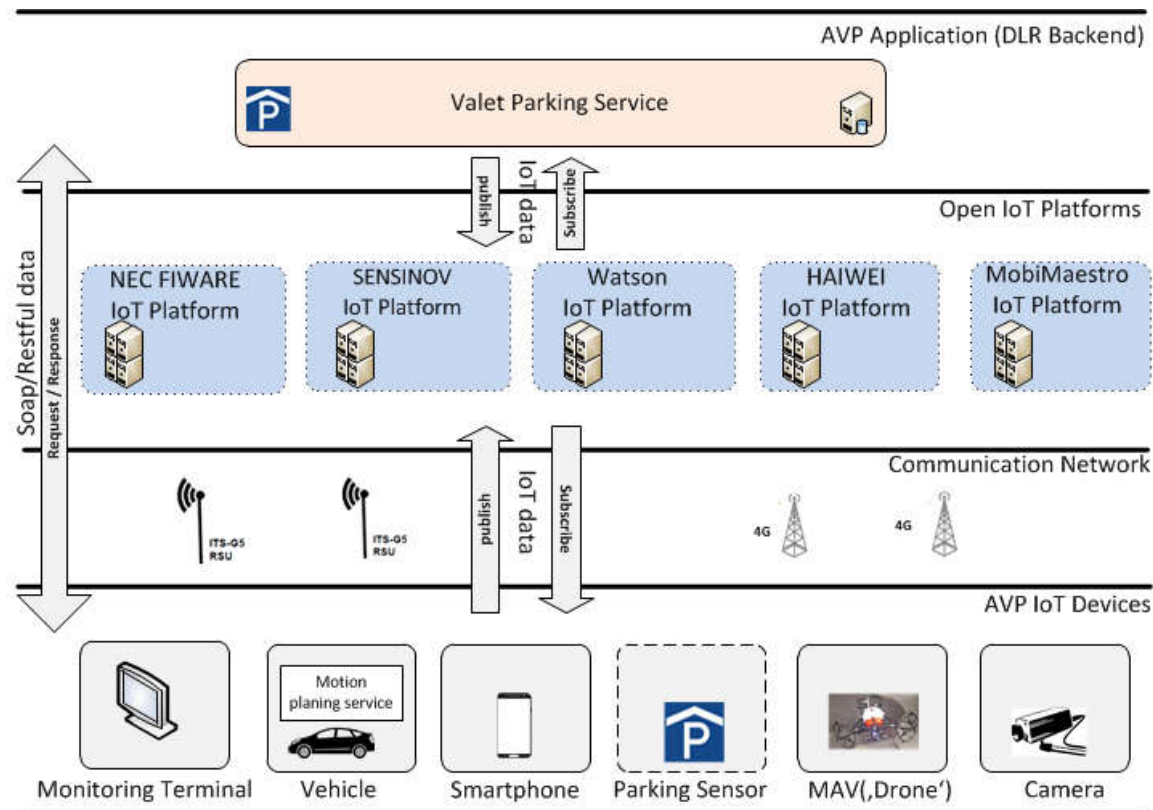 AVP Application (DLR Backend)
P
Valet Parking Service
publish
IoT data
Subscribe
Open IoT Platforms
NEC FIWARE
IoT Platform
SENSINOV
IoT Platform
Watson
IoT Platform
HAIWEI
IoT Platform
MobiMaestro
IoT Platform
Soap/Restful data
Request / Response
Communication Network
publish
IoT data
Subscribe
ITS-G5
RSU
ITS-G5
RSU
4G
4G
AVP IoT Devices
Motion
planing service
P
Monitoring Terminal
Vehicle
Smartphone
Parking Sensor
MAV(‚Drone‘)
Camera